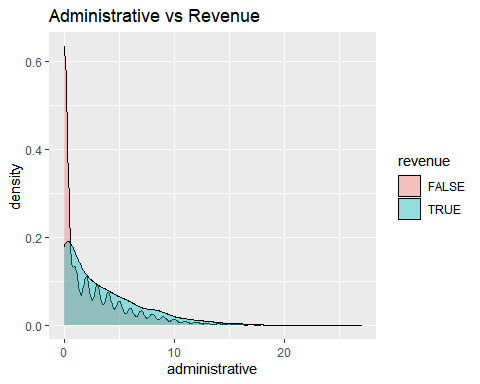 Administrative vs Revenue
0.6
0.4
0.2
0.0
density
0
10
20
administrative
revenue
FALSE
TRUE